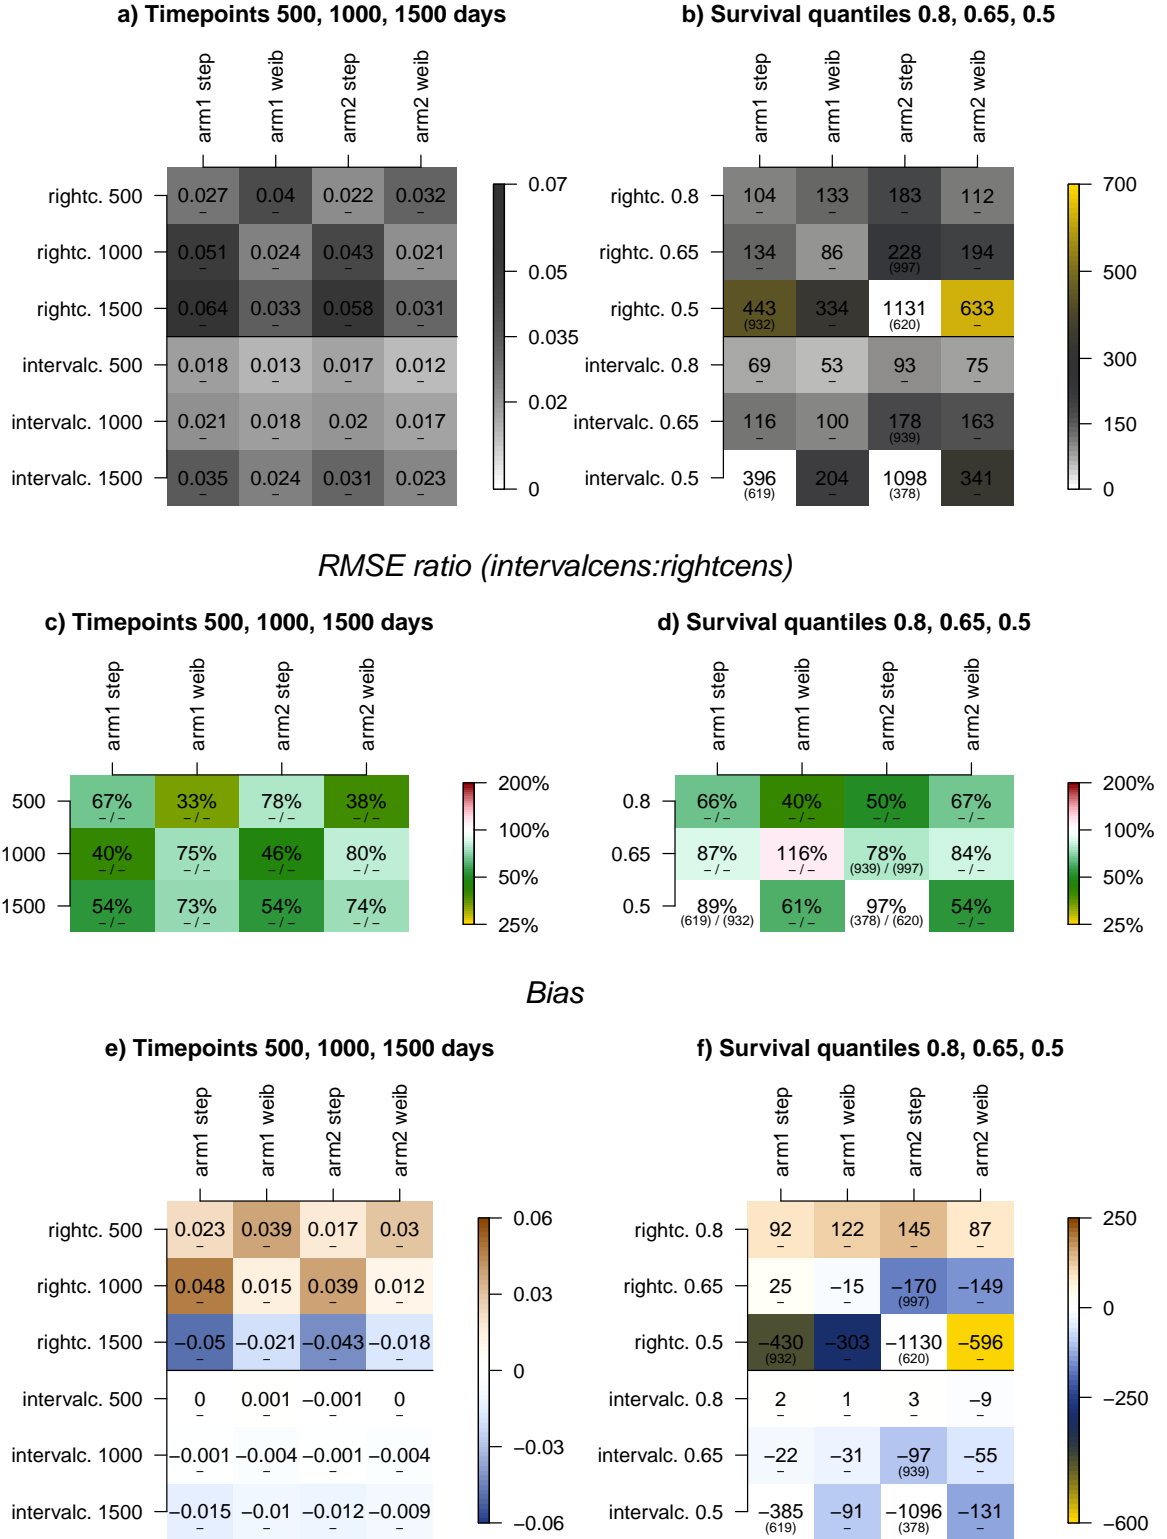 a) Timepoints 500, 1000, 1500 days
arm1 step
arm1 weib
arm2 step
arm2 weib
rightc. 500 0.027 0.04 0.022 0.032
– – – –
rightc. 1000 0.051 0.024 0.043 0.021
– – – –
rightc. 1500 0.064 0.033 0.058 0.031
– – – –
intervalc. 500 0.018 0.013 0.017 0.012
– – – –
intervalc. 1000 0.021 0.018 0.02 0.017
– – – –
intervalc. 1500 0.035 0.024 0.031 0.023
– – – –
0.07
0.05
0.035
0.02
0
b) Survival quantiles 0.8, 0.65, 0.5
arm1 step
arm1 weib
arm2 step
arm2 weib
rightc. 0.8 104 133 183 112
– – – –
rightc. 0.65 134 86 228 194
– – (997) –
rightc. 0.5 443 334 1131 633
(932) – (620) –
intervalc. 0.8 69 53 93 75
– – – –
intervalc. 0.65 116 100 178 163
– – (939) –
intervalc. 0.5 396 204 1098 341
(619) – (378) –
700
500
300
150
0
RMSE ratio (intervalcens:rightcens)
c) Timepoints 500, 1000, 1500 days
arm1 step
arm1 weib
arm2 step
arm2 weib
500 67% 33% 78% 38%
– / – – / – – / – – / –
1000 40% 75% 46% 80%
– / – – / – – / – – / –
1500 54% 73% 54% 74%
– / – – / – – / – – / –
200%
100%
50%
25%
d) Survival quantiles 0.8, 0.65, 0.5
arm1 step
arm1 weib
arm2 step
arm2 weib
0.8 66% 40% 50% 67%
– / – – / – – / – – / –
0.65 87% 116% 78% 84%
– / – – / – (939) / (997) – / –
0.5 89% 61% 97% 54%
(619) / (932) – / – (378) / (620) – / –
200%
100%
50%
25%
Bias
e) Timepoints 500, 1000, 1500 days
arm1 step
arm1 weib
arm2 step
arm2 weib
rightc. 500 0.023 0.039 0.017 0.03
– – – –
rightc. 1000 0.048 0.015 0.039 0.012
– – – –
rightc. 1500 −0.05 −0.021 −0.043 −0.018
– – – –
intervalc. 500 0 0.001 −0.001 0
– – – –
intervalc. 1000 −0.001 −0.004 −0.001 −0.004
– – – –
intervalc. 1500 −0.015 −0.01 −0.012 −0.009
– – – –
0.06
0.03
0
−0.03
−0.06
f) Survival quantiles 0.8, 0.65, 0.5
arm1 step
arm1 weib
arm2 step
arm2 weib
rightc. 0.8 92 122 145 87
– – – –
rightc. 0.65 25 −15 −170 −149
– – (997) –
rightc. 0.5 −430 −303 −1130 −596
(932) – (620) –
intervalc. 0.8 2 1 3 −9
– – – –
intervalc. 0.65 −22 −31 −97 −55
– – (939) –
intervalc. 0.5 −385 −91 −1096 −131
(619) – (378) –
250
0
−250
−600